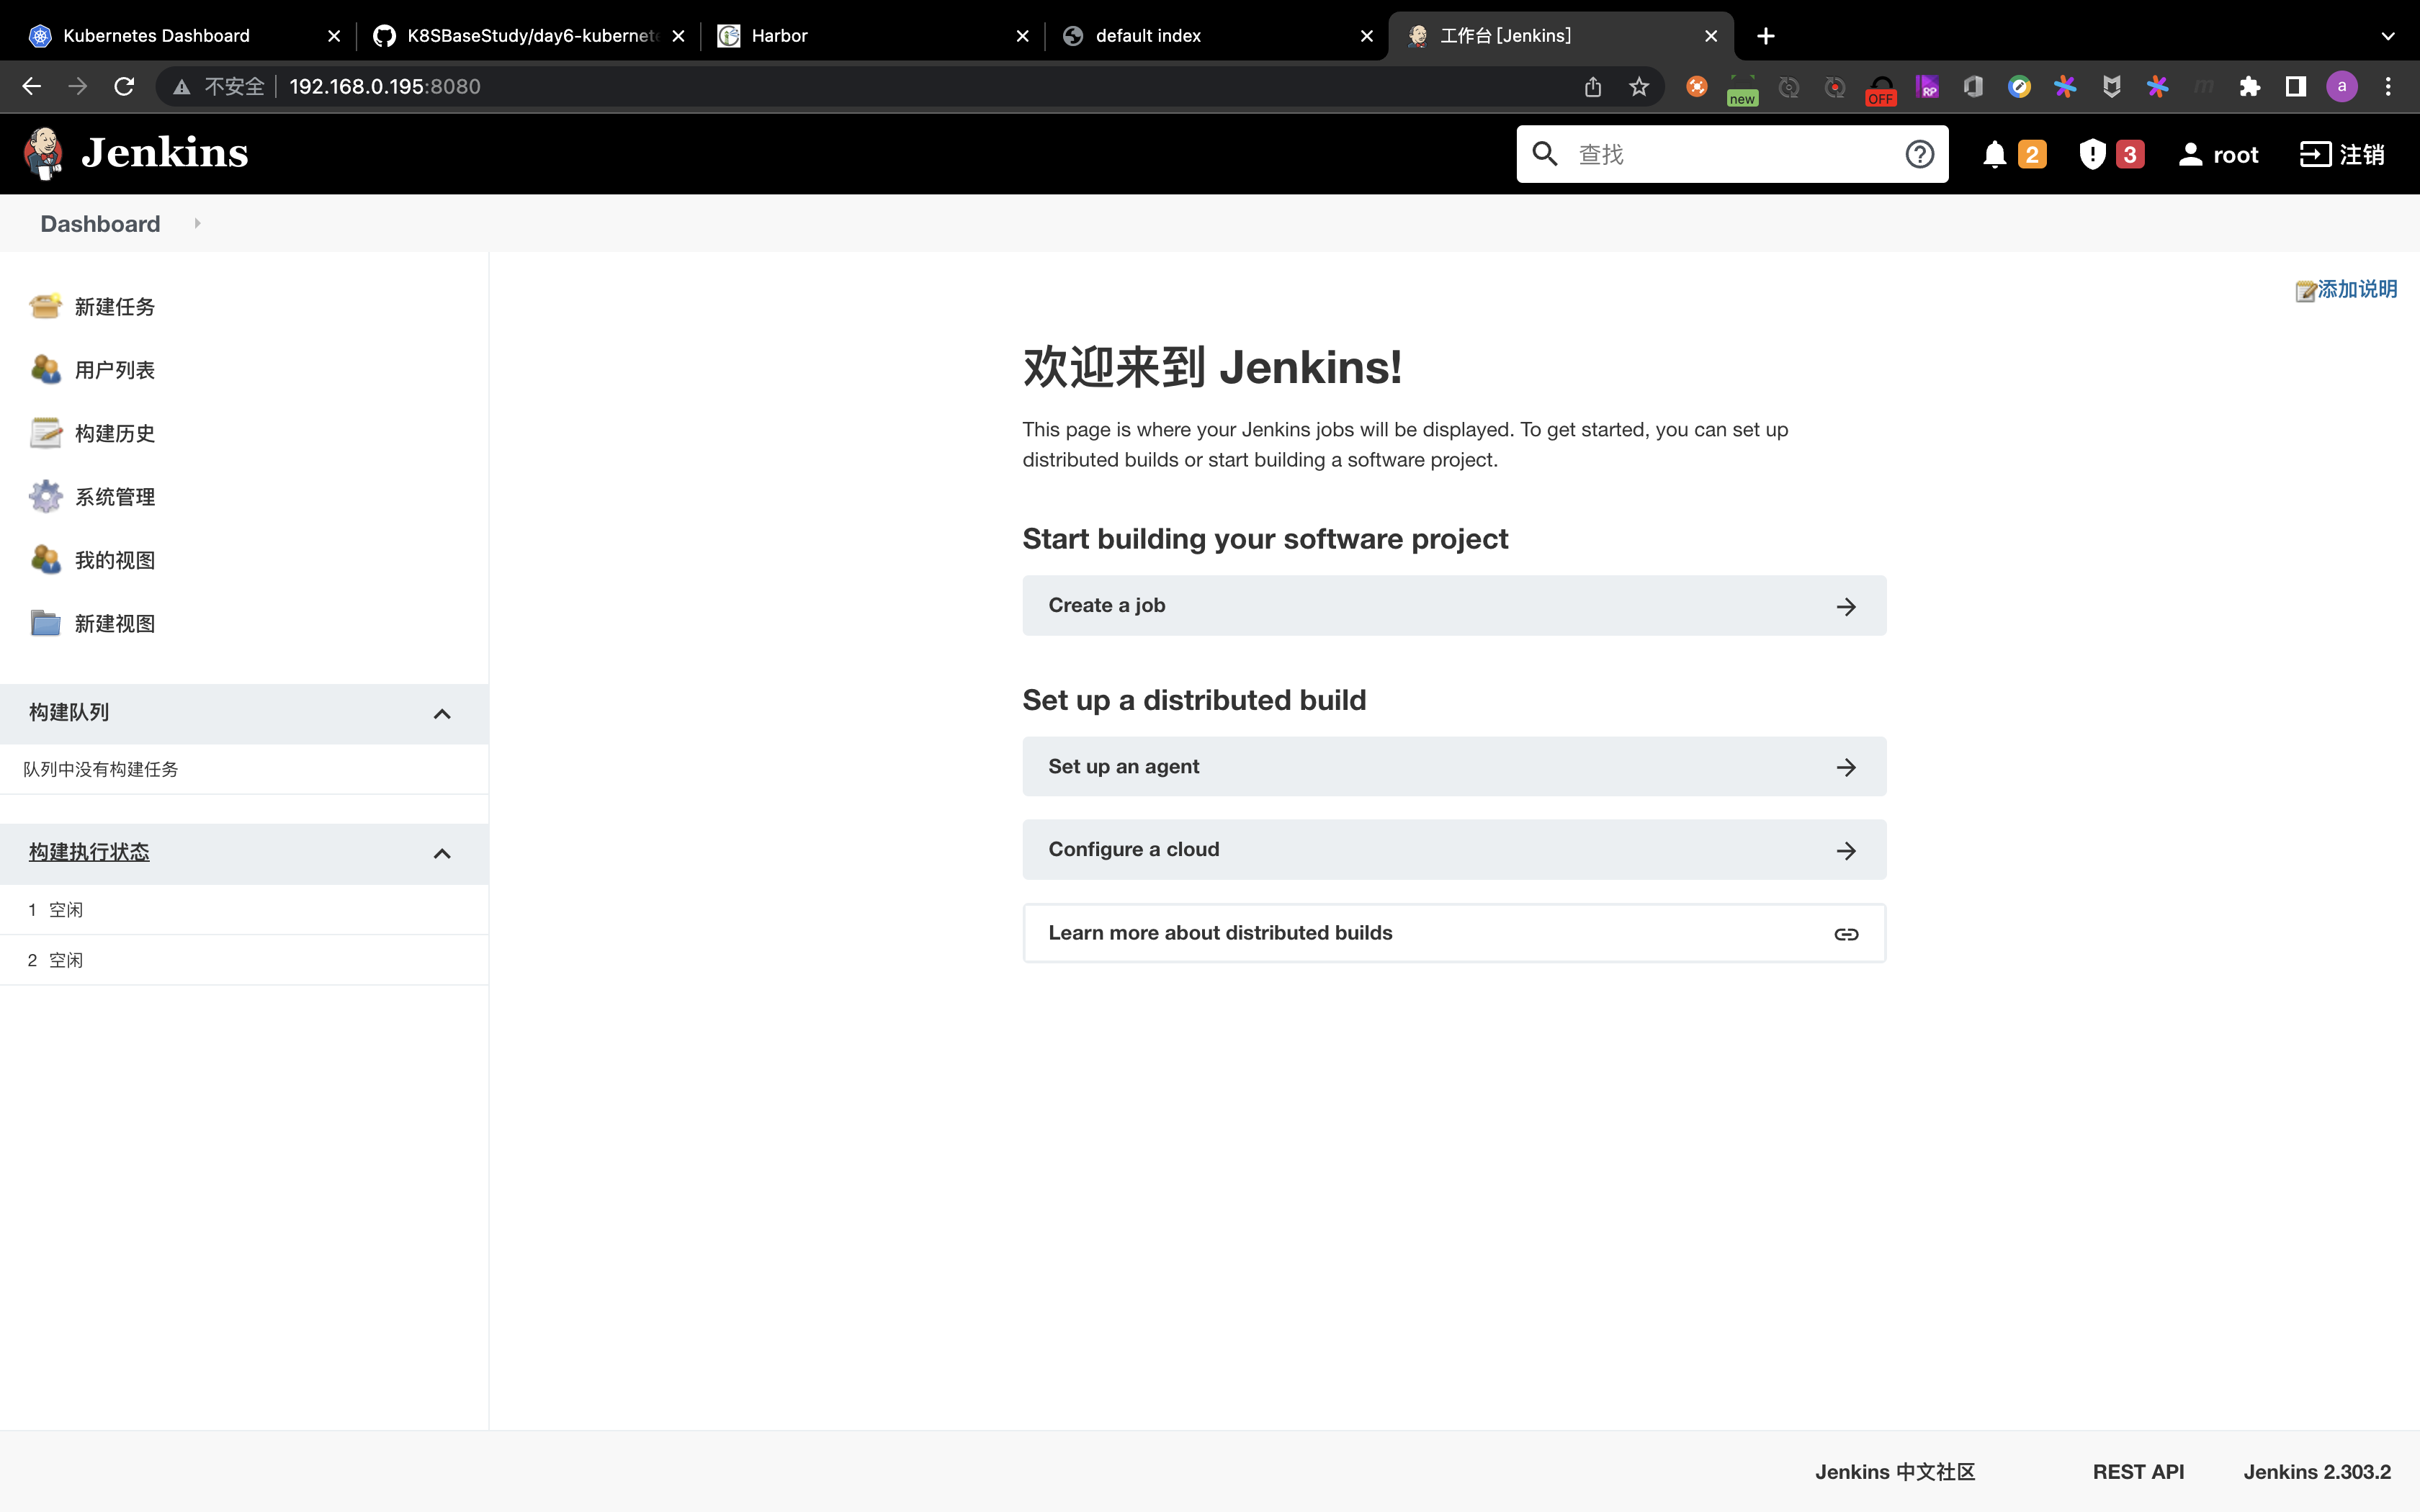 Kubernetes Dashboard
K8SBaseStudy/day6-kubernete
Harbor
default index
工作台 [Jenkins]
不安全
192.168.0.195:8080
new
OFF
RP
m
a
Jenkins
查找
2
3
root
注销
Dashboard
新建任务
用户列表
构建历史
系统管理
我的视图
新建视图
构建队列
队列中没有构建任务
构建执行状态
1 空闲
2 空闲
添加说明
欢迎来到 Jenkins!
This page is where your Jenkins jobs will be displayed. To get started, you can set up
distributed builds or start building a software project.
Start building your software project
Create a job
Set up a distributed build
Set up an agent
Configure a cloud
Learn more about distributed builds
Jenkins 中文社区
REST API
Jenkins 2.303.2